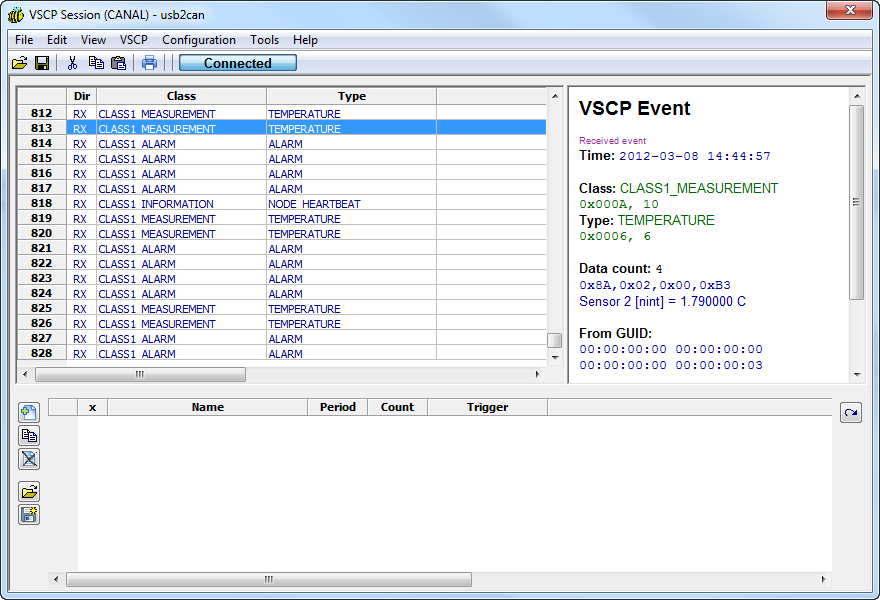 VSCP Session (CANAL) - usb2can
File Edit View VSCP Configuration Tools Help
Connected
Dir Class Type
812 RX CLASS1_MEASUREMENT TEMPERATURE
813 RX CLASS1_MEASUREMENT TEMPERATURE
814 RX CLASS1_ALARM ALARM
815 RX CLASS1_ALARM ALARM
816 RX CLASS1_ALARM ALARM
817 RX CLASS1_ALARM ALARM
818 RX CLASS1_INFORMATION NODE_HEARTBEAT
819 RX CLASS1_MEASUREMENT TEMPERATURE
820 RX CLASS1_MEASUREMENT TEMPERATURE
821 RX CLASS1_ALARM ALARM
822 RX CLASS1_ALARM ALARM
823 RX CLASS1_ALARM ALARM
824 RX CLASS1_ALARM ALARM
825 RX CLASS1_MEASUREMENT TEMPERATURE
826 RX CLASS1_MEASUREMENT TEMPERATURE
827 RX CLASS1_ALARM ALARM
828 RX CLASS1_ALARM ALARM
VSCP Event
Received event
Time: 2012-03-08 14:44:57
Class: CLASS1_MEASUREMENT
0x000A, 10
Type: TEMPERATURE
0x0006, 6
Data count: 4
0x8A,0x02,0x00,0xB3
Sensor 2 [nint] = 1.790000 C
From GUID:
00:00:00:00 00:00:00:00
00:00:00:00 00:00:00:03
x Name Period Count Trigger